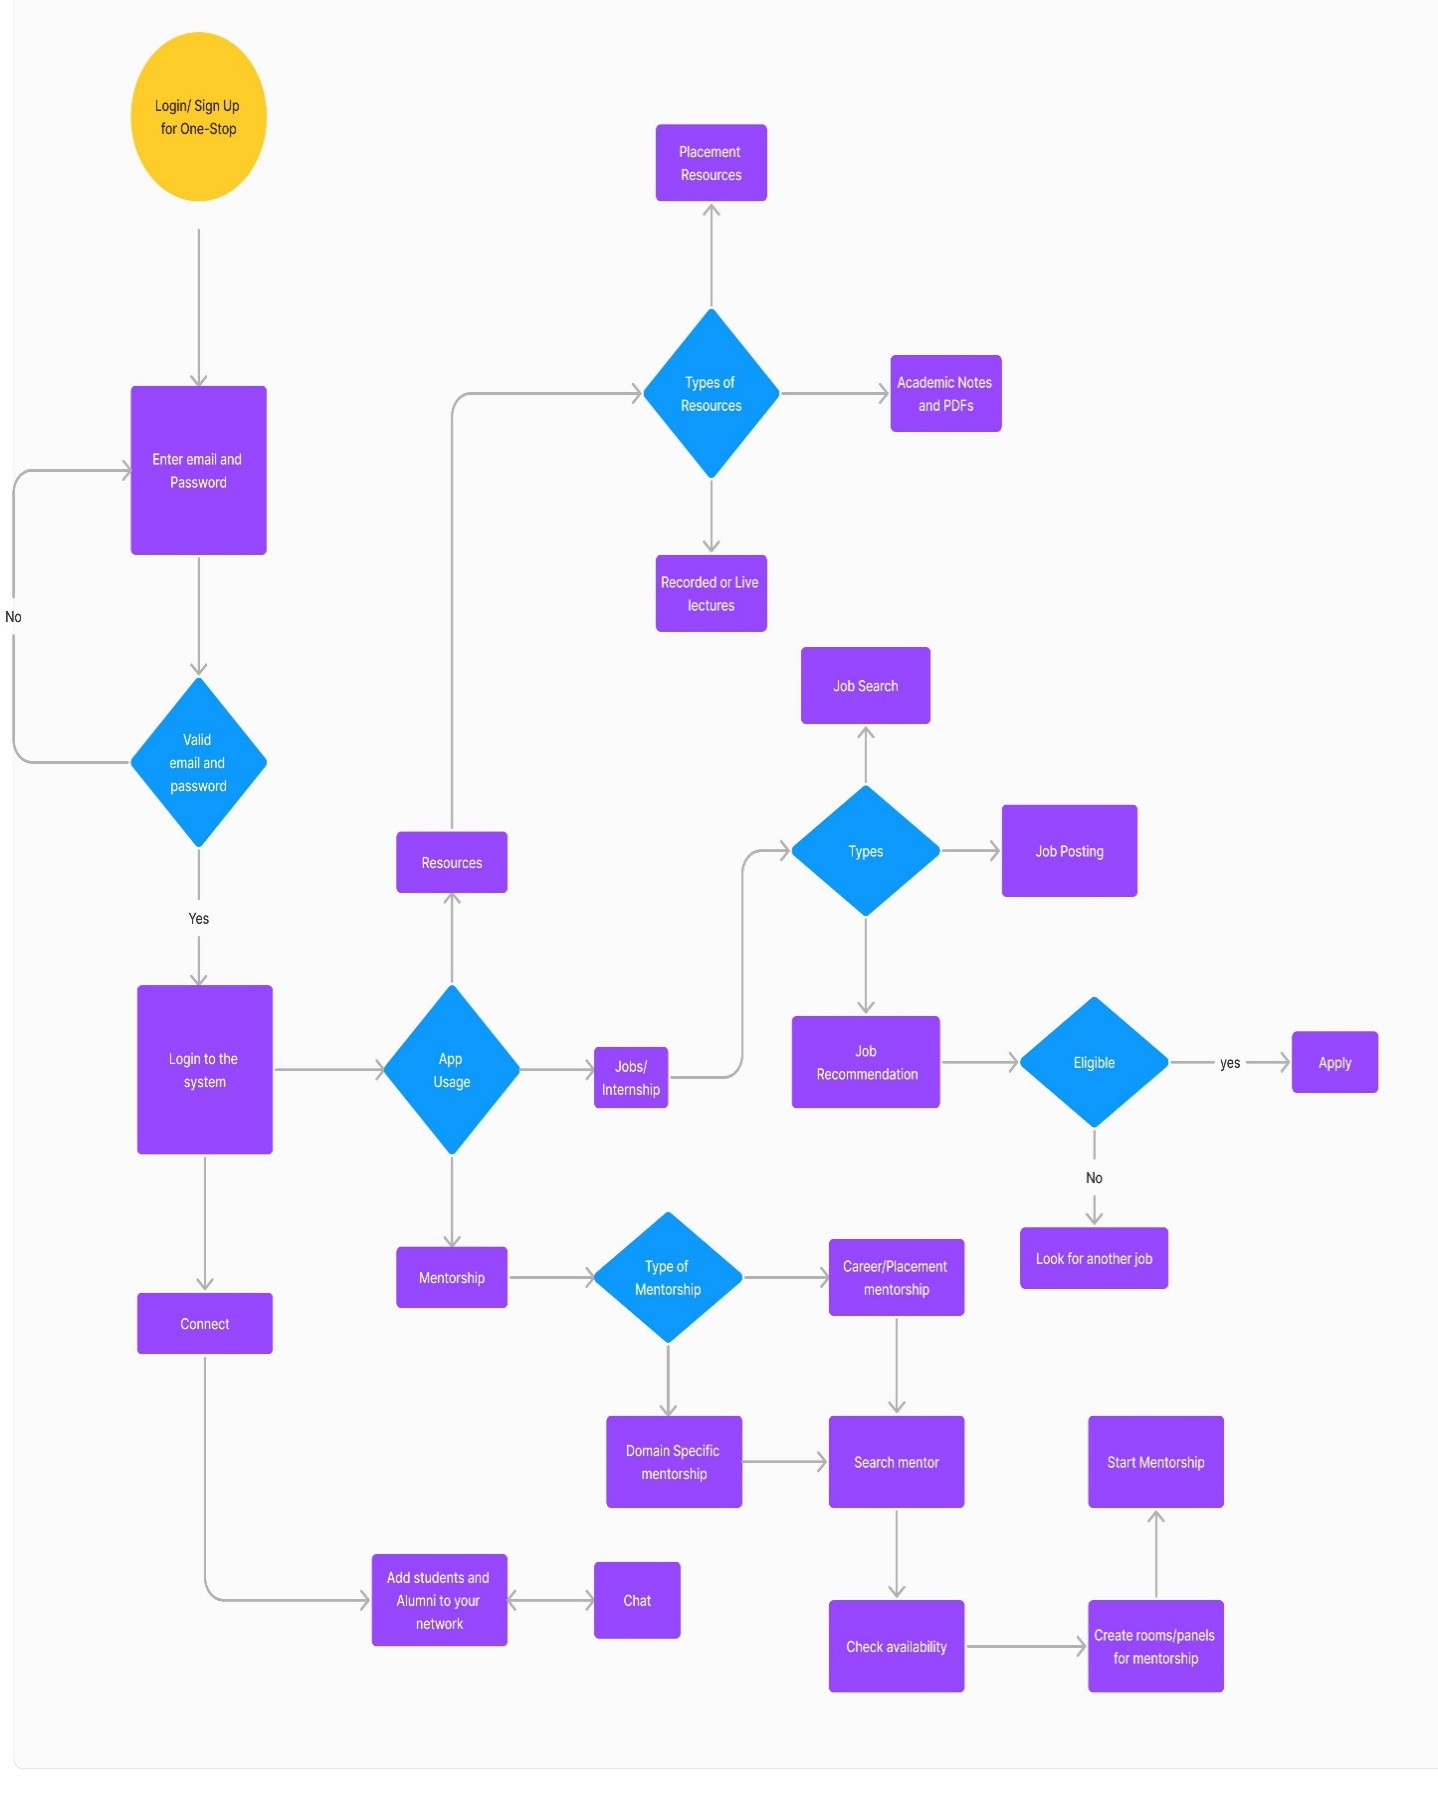 Login/ Sign Up
for One-Stop
Enter email and
Password
No
Valid
email and
password
Yes
Login to the
system
Connect
Add students and
Alumni to your
network
Chat
App
Usage
Resources
Types of
Resources
Placement
Resources
Academic Notes
and PDFs
Recorded or Live
lectures
Jobs/
Internship
Types
Job Search
Job Posting
Job
Recommendation
Eligible
yes
Apply
No
Look for another job
Mentorship
Type of
Mentorship
Career/Placement
mentorship
Domain Specific
mentorship
Search mentor
Check availability
Create rooms/panels
for mentorship
Start Mentorship